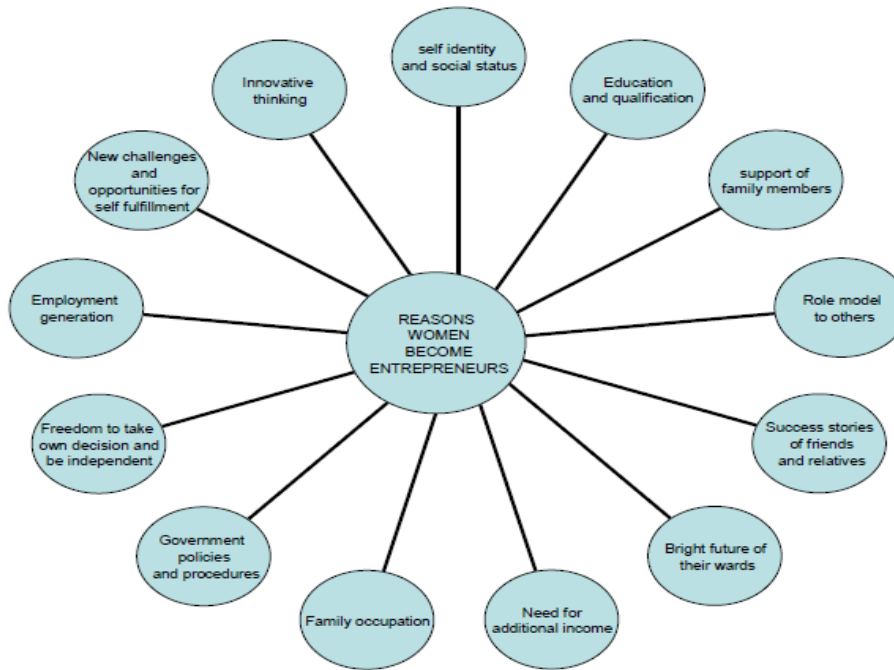 self identity
and social status
Education
and qualification
support of
family members
Role model
to others
Success stories
of friends
and relatives
Bright future of
their wards
Need for
additional income
Family occupation
Government
policies
and procedures
Freedom to take
own decision and
be independent
Employment
generation
New challenges
and
opportunities for
self fulfillment
Innovative
thinking
REASONS
WOMEN
BECOME
ENTREPRENEURS